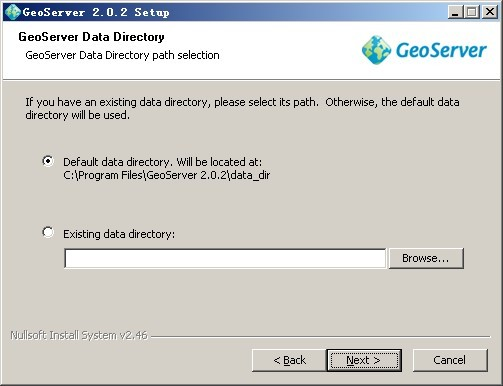 GeoServer 2.0.2 Setup
GeoServer Data Directory
GeoServer Data Directory path selection
GeoServer
If you have an existing data directory, please select its path. Otherwise, the default data
directory will be used.
Default data directory. Will be located at:
C:\Program Files\GeoServer 2.0.2\data_dir
Existing data directory:
Browse...
Nullsoft Install System v2.46
< Back
Next >
Cancel